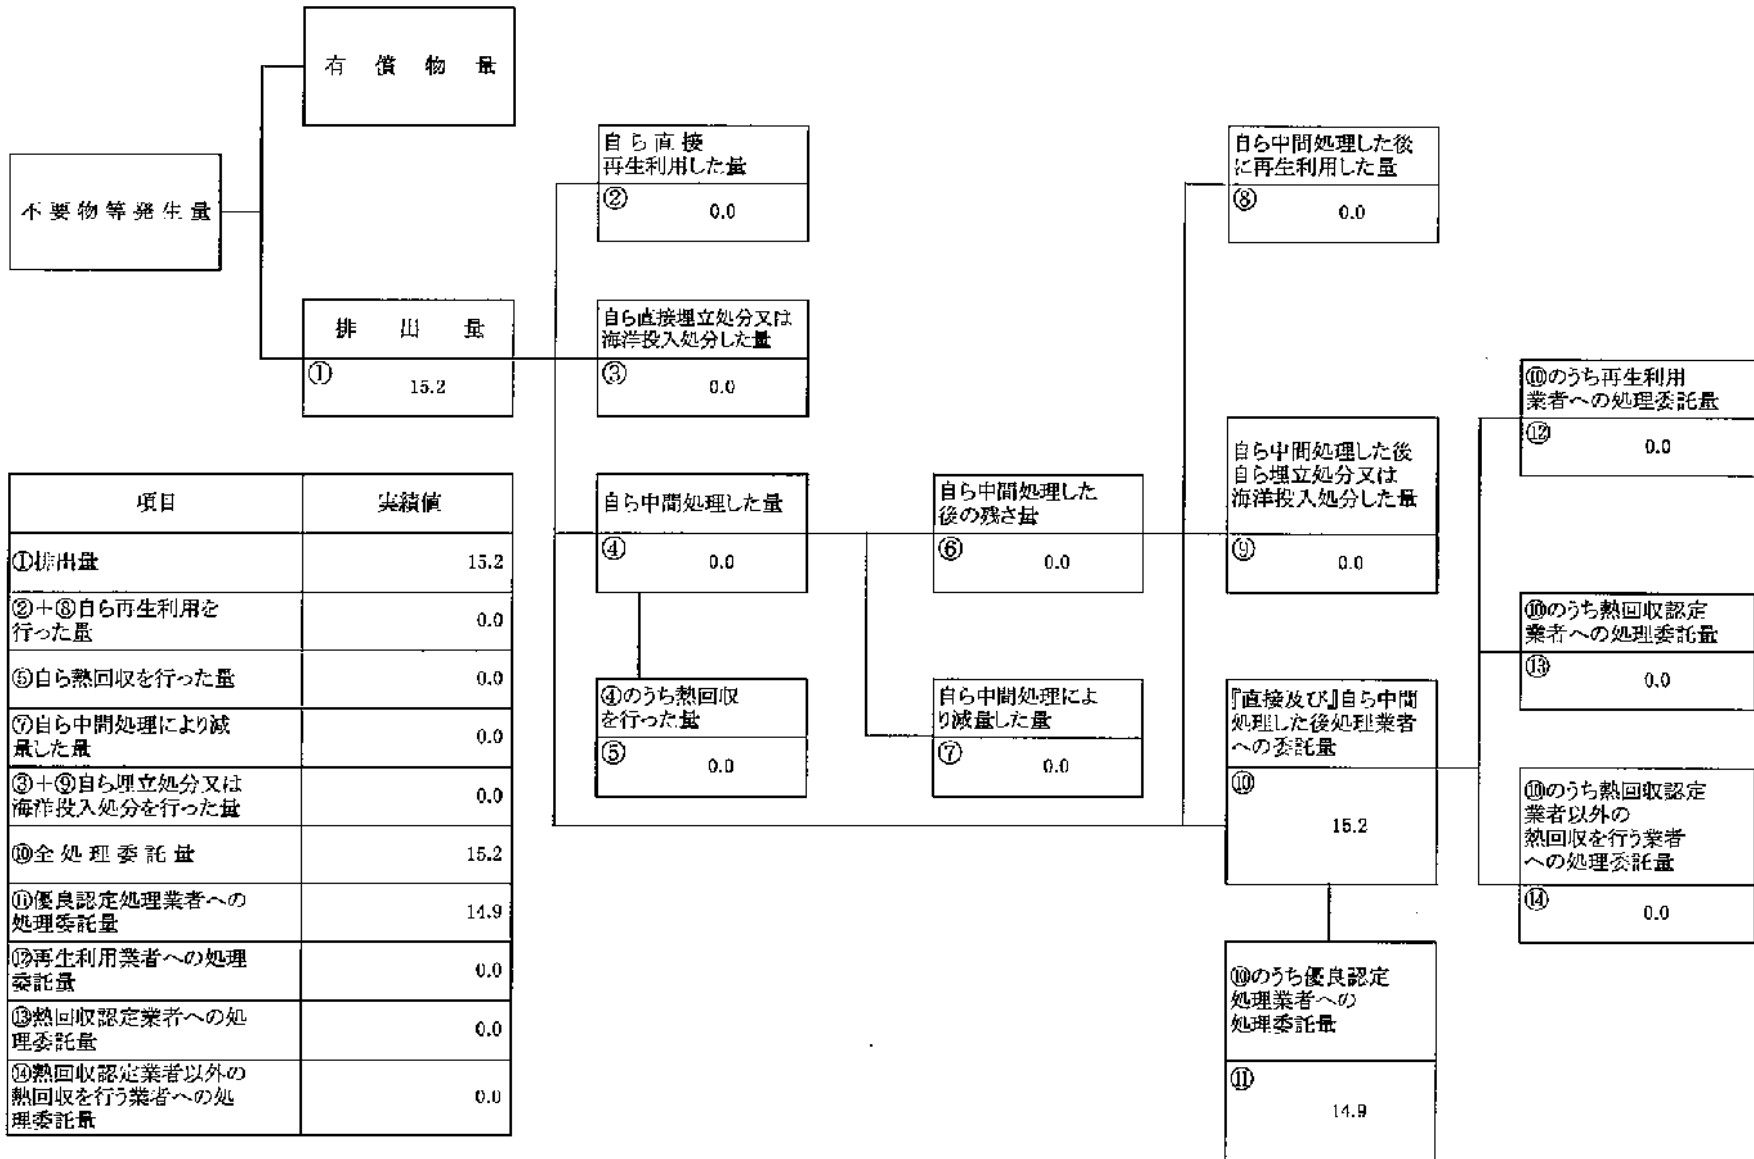 有償物量
不要物等発生量
排出量
①
15.2
自ら直接
再生利用した量
②
0.0
自ら直接埋立処分又は
海洋投入処分した量
③
0.0
自ら中間処理した量
④
0.0
④のうち熱回収
を行った量
⑤
0.0
自ら中間処理した
後の残さ量
⑥
0.0
自ら中間処理によ
り減量した量
⑦
0.0
自ら中間処理した後
に再生利用した量
⑧
0.0
自ら中間処理した後
自ら埋立処分又は
海洋投入処分した量
⑨
0.0
『直接及び』自ら中間
処理した後処理業者
への委託量
⑩
15.2
⑩のうち優良認定
処理業者への
処理委託量
⑪
14.9
⑩のうち再生利用
業者への処理委託量
⑫
0.0
⑩のうち熱回収認定
業者への処理委託量
⑬
0.0
⑩のうち熱回収認定
業者以外の
熱回収を行う業者
への処理委託量
⑭
0.0
項目 実績値
①排出量 15.2
②+⑧自ら再生利用を
行った量 0.0
⑤自ら熱回収を行った量 0.0
⑦自ら中間処理により減
量した量 0.0
③+⑨自ら埋立処分又は
海洋投入処分を行った量 0.0
⑩全処理委託量 15.2
⑪優良認定処理業者への
処理委託量 14.9
⑫再生利用業者への処理
委託量 0.0
⑬熱回収認定業者への処
理委託量 0.0
⑭熱回収認定業者以外の
熱回収を行う業者への処
理委託量 0.0